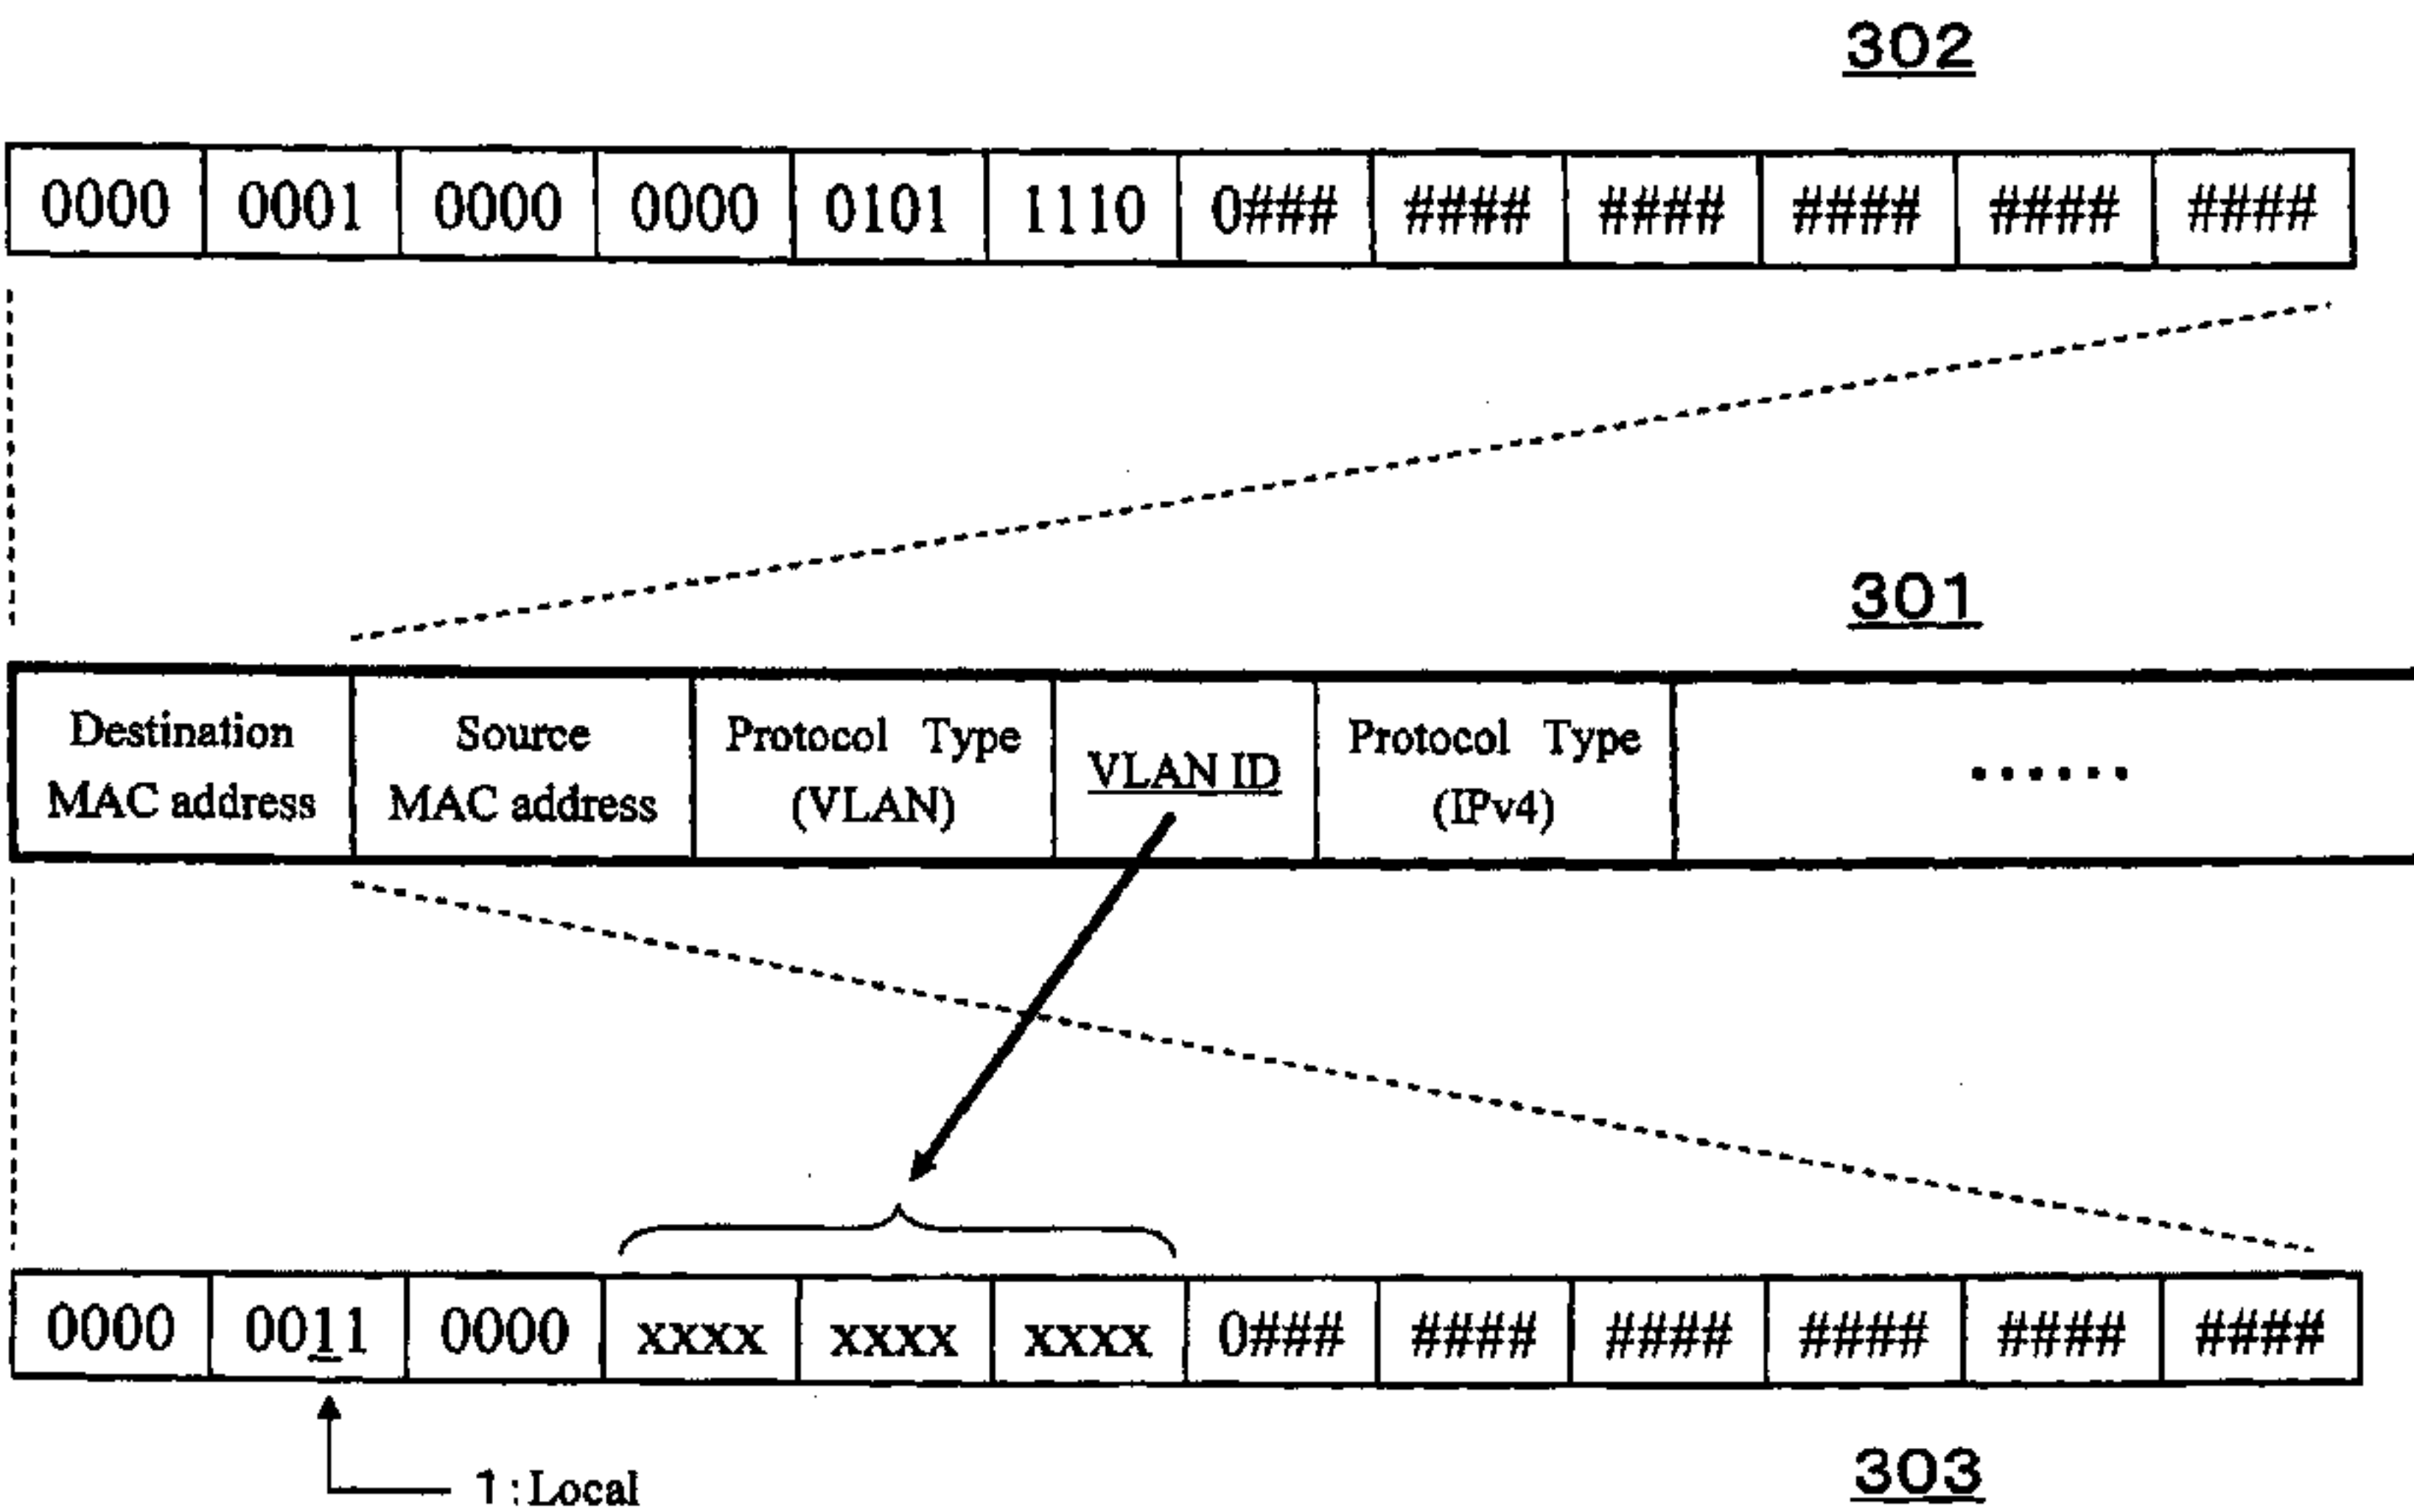 302
0000 0001 0000 0000 0101 1110 0### #### #### #### #### ####
301
Destination MAC address
Source MAC address
Protocol Type (VLAN)
VLAN ID
Protocol Type (IPv4)
......
0000 0011 0000 xxxx xxxx xxxx 0### #### #### #### #### ####
1:Local
303